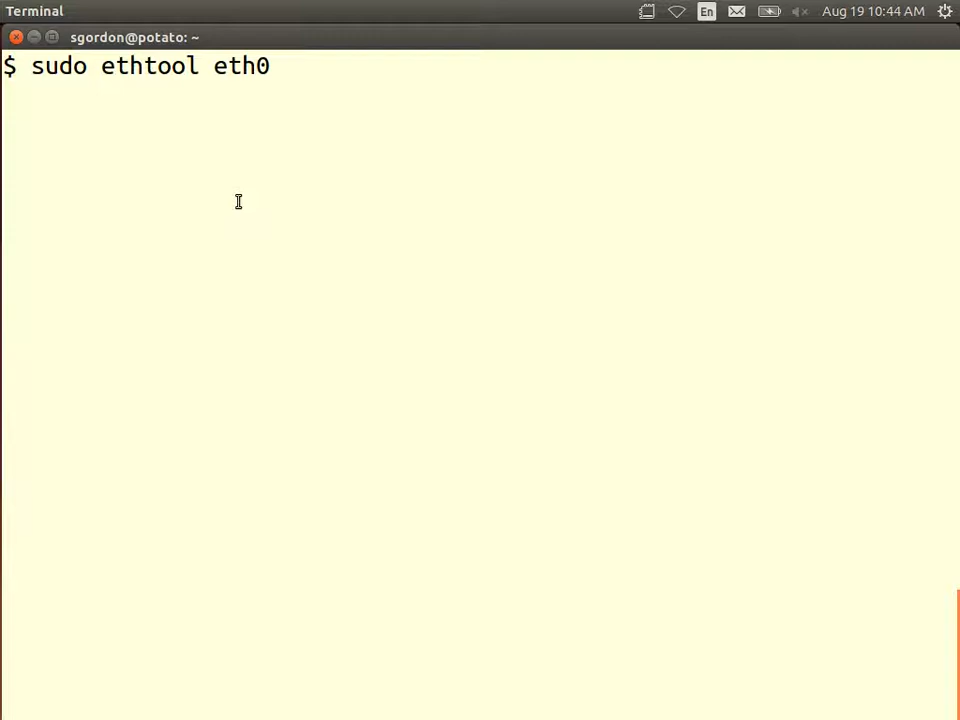 Terminal
En
Aug 19 10:44 AM
sgordon@potato: ~
$ sudo ethtool eth0